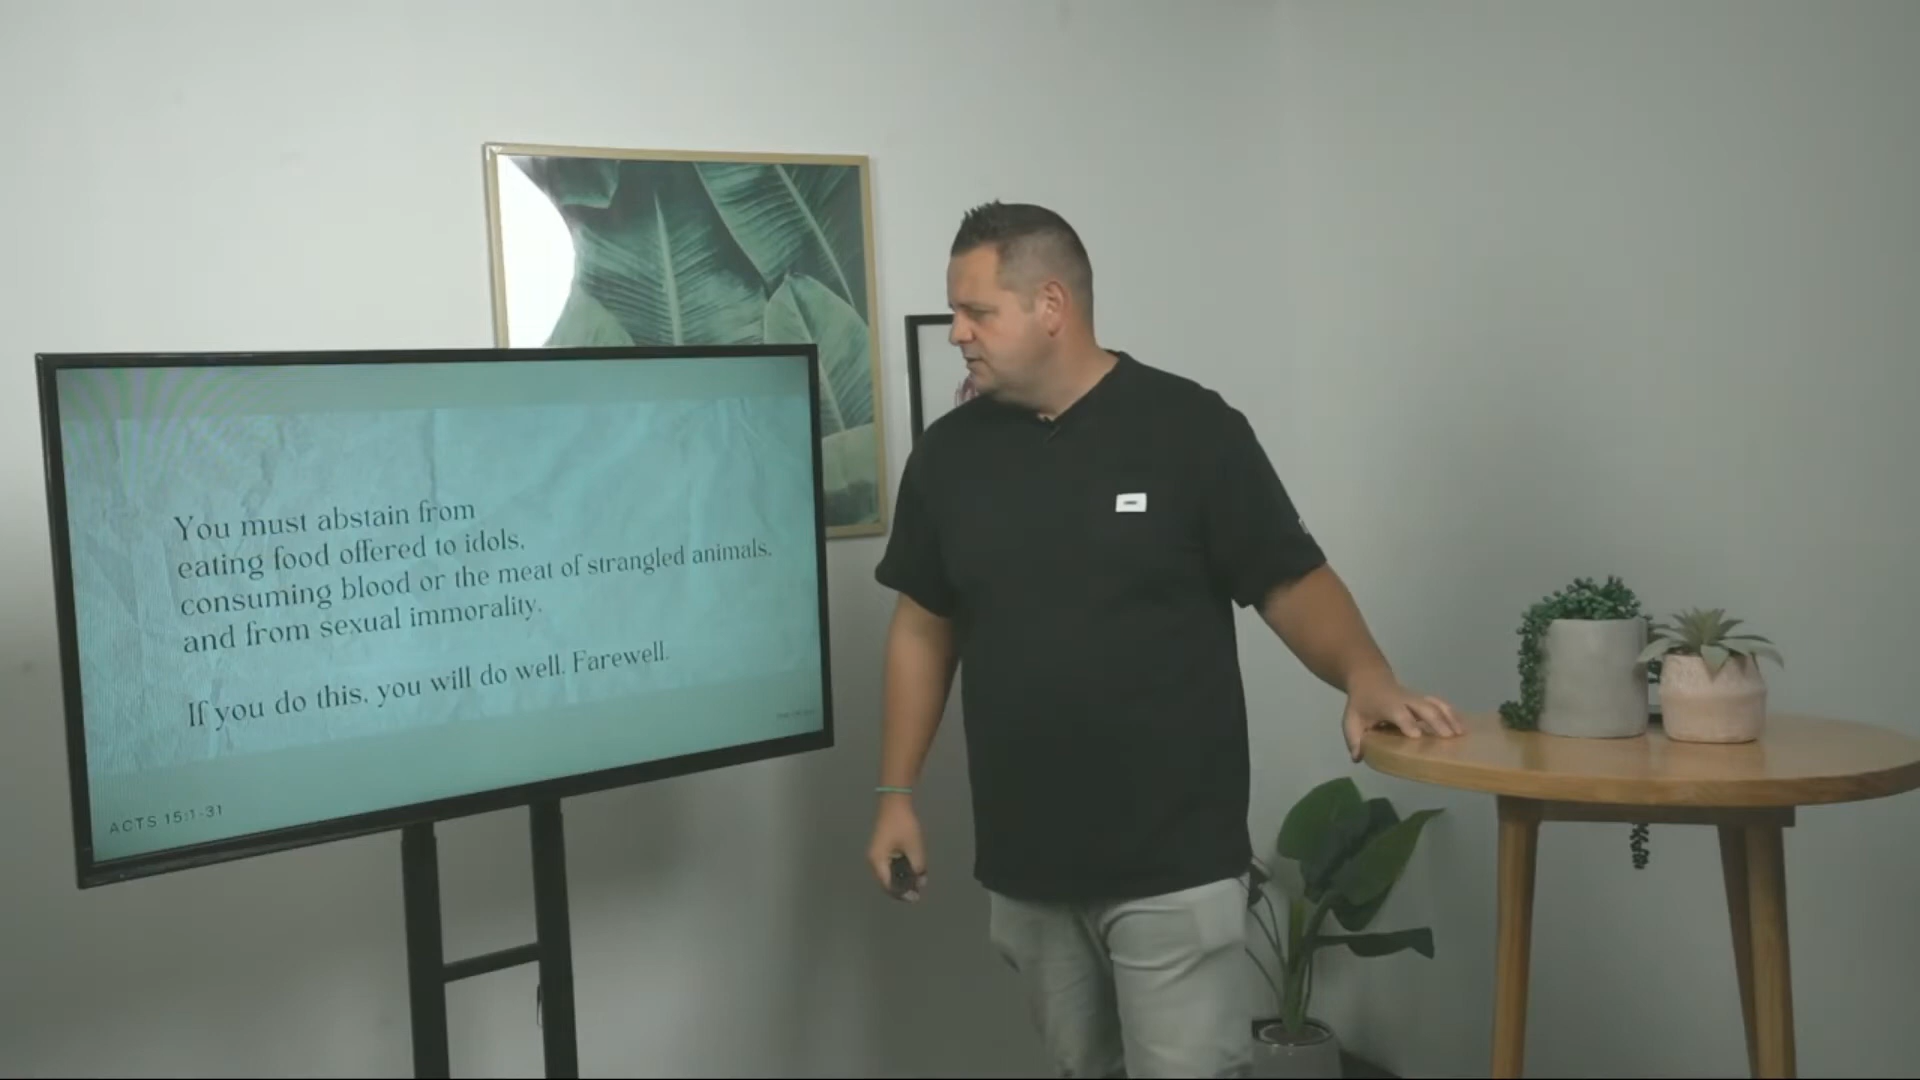 You must abstain from
eating food offered to idols,
consuming blood or the meat of strangled animals,
and from sexual immorality.
If you do this, you will do well. Farewell.
ACTS 15:1-31